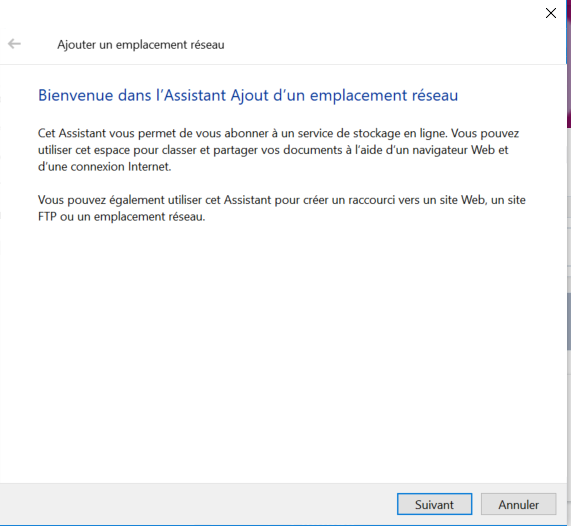 Ajouter un emplacement réseau
Bienvenue dans l'Assistant Ajout d'un emplacement réseau
Cet Assistant vous permet de vous abonner à un service de stockage en ligne. Vous pouvez
utiliser cet espace pour classer et partager vos documents à l'aide d'un navigateur Web et
d'une connexion Internet.
Vous pouvez également utiliser cet Assistant pour créer un raccourci vers un site Web, un site
FTP ou un emplacement réseau.
Suivant Annuler